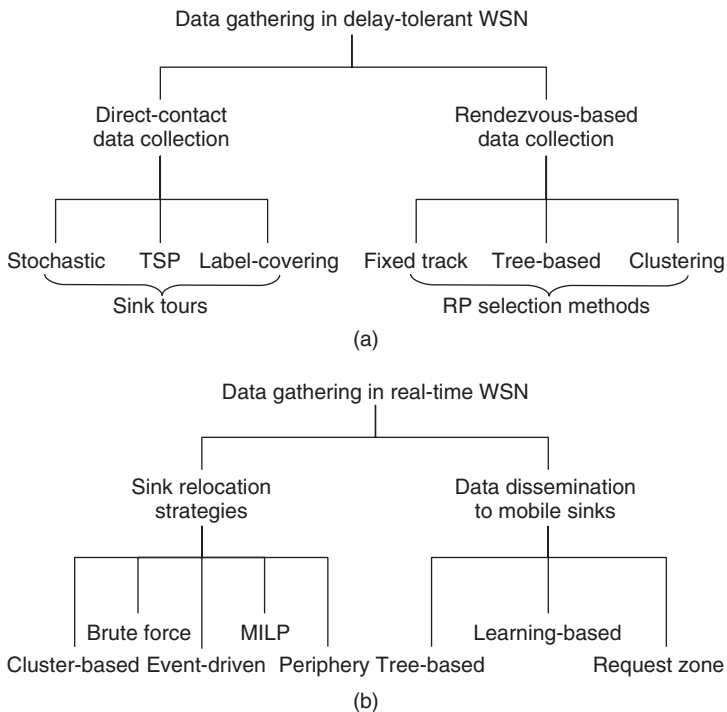 Data gathering in delay-tolerant WSN
Direct-contact
data collection
Rendezvous-based
data collection
Stochastic TSP Label-covering
Fixed track Tree-based Clustering
Sink tours
RP selection methods
(a)
Data gathering in real-time WSN
Sink relocation
strategies
Data dissemination
to mobile sinks
Brute force MILP Learning-based
Cluster-based Event-driven Periphery Tree-based Request zone
(b)